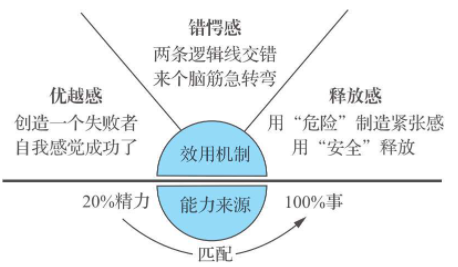 错愕感
两条逻辑线交错
来个脑筋急转弯
优越感
创造一个失败者
自我感觉成功了
释放感
用“危险”制造紧张感
用“安全”释放
效用机制
20%精力
能力来源
100%事
匹配